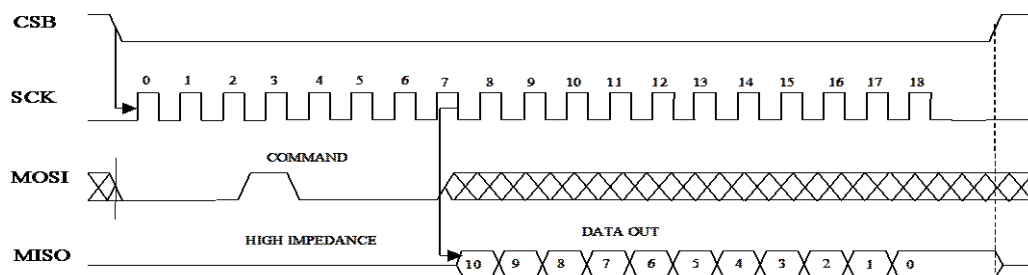 CSB
0 1 2 3 4 5 6 7 8 9 10 11 12 13 14 15 16 17 18
SCK
COMMAND
MOSI
HIGH IMPEDANCE
DATA OUT
MISO
10 9 8 7 6 5 4 3 2 1 0